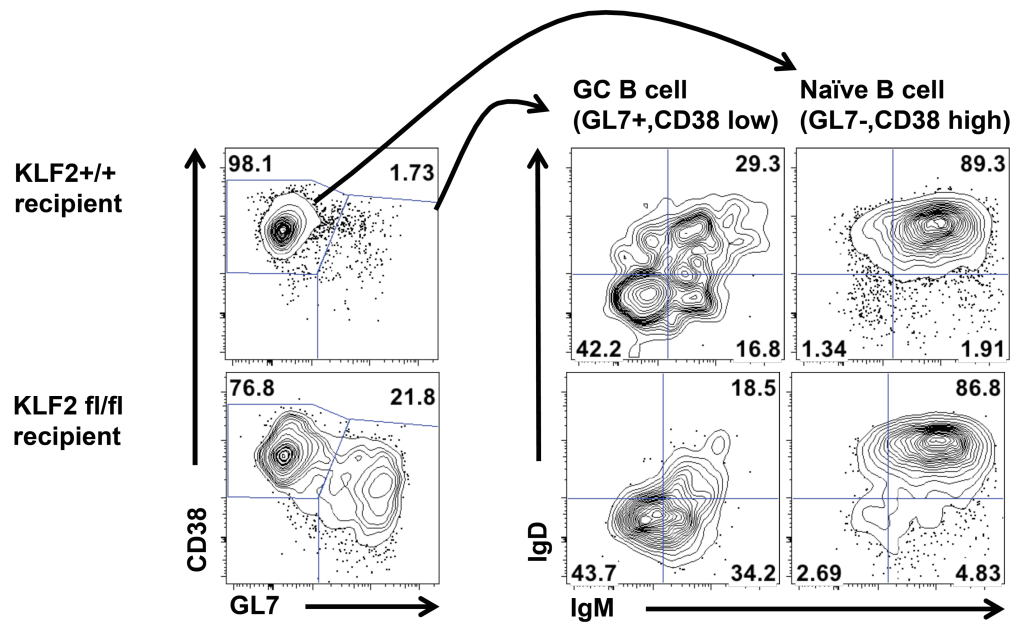 GC B cell
(GL7+,CD38 low)
Naïve B cell
(GL7-,CD38 high)
KLF2+/+
recipient
98.1
1.73
29.3
42.2
16.8
89.3
1.34
1.91
KLF2 fl/fl
recipient
76.8
21.8
18.5
43.7
34.2
86.8
2.69
4.83
CD38
IgD
GL7
IgM